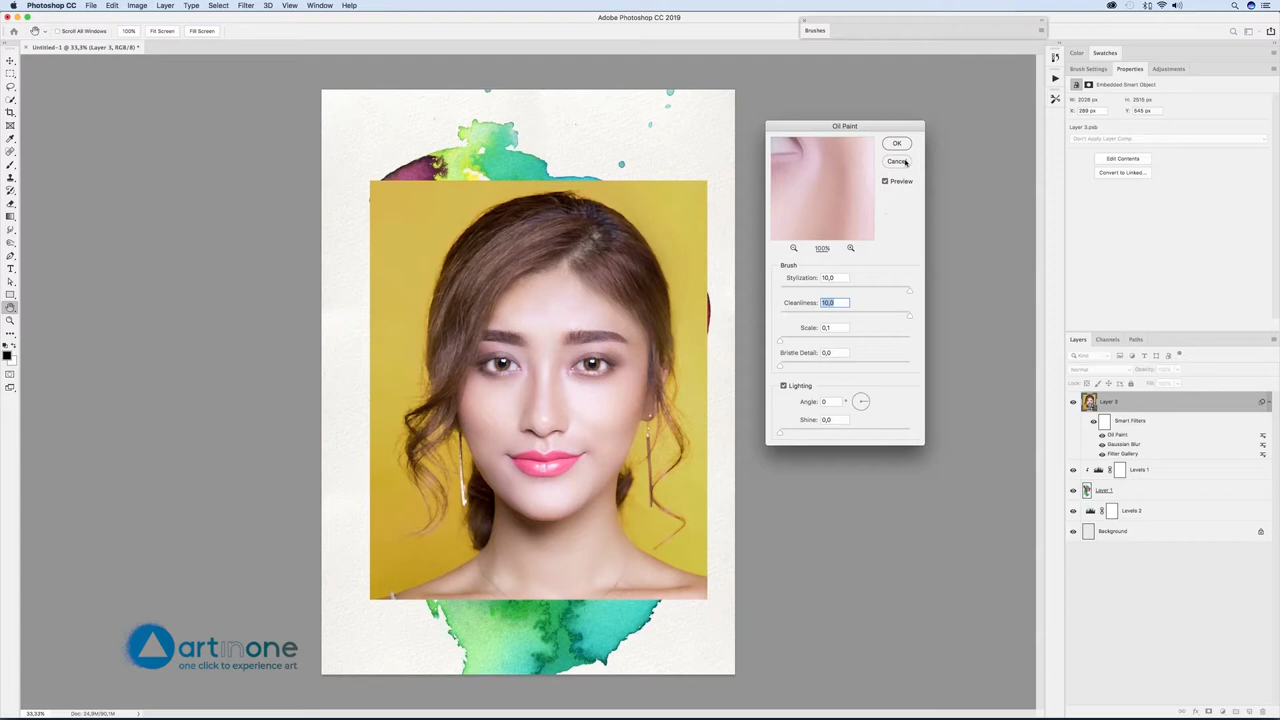 Photoshop CC File Edit Image Layer Type Select Filter 3D View Window Help
Adobe Photoshop CC 2019
Scroll All Windows 100% Fit Screen Fill Screen
Brushes
Untitled-1 @ 33,3% (Layer 3, RGB/8) *
Color Swatches
Brush Settings Properties Adjustments
Embedded Smart Object
W: 2026 px H: 2515 px
X: 289 px Y: 545 px
Layer 3.psb
Don't Apply Layer Comp
Edit Contents
Convert to Linked...
Oil Paint
OK
Cancel
Preview
100%
Brush
Stylization: 10,0
Cleanliness: 10,0
Scale: 0,1
Bristle Detail: 0,0
Lighting
Angle: 0 °
Shine: 0,0
Layers Channels Paths
Kind
Normal Opacity: 100%
Lock: Fill: 100%
Layer 3
Smart Filters
Oil Paint
Gaussian Blur
Filter Gallery
Levels 1
Layer 1
Levels 2
Background
artinone
one click to experience art
33,33% Doc: 24,9M/90,1M